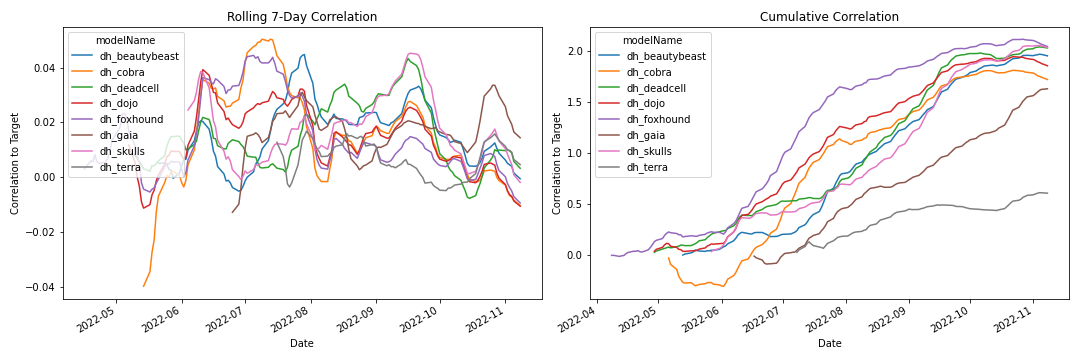 Rolling 7-Day Correlation
modelName
dh_beautybeast
dh_cobra
dh_deadcell
dh_dojo
dh_foxhound
dh_gaia
dh_skulls
dh_terra
0.04
0.02
0.00
−0.02
−0.04
Correlation to Target
2022-05
2022-06
2022-07
2022-08
2022-09
2022-10
2022-11
Date
Cumulative Correlation
modelName
dh_beautybeast
dh_cobra
dh_deadcell
dh_dojo
dh_foxhound
dh_gaia
dh_skulls
dh_terra
2.0
1.5
1.0
0.5
0.0
Correlation to Target
2022-04
2022-05
2022-06
2022-07
2022-08
2022-09
2022-10
2022-11
Date